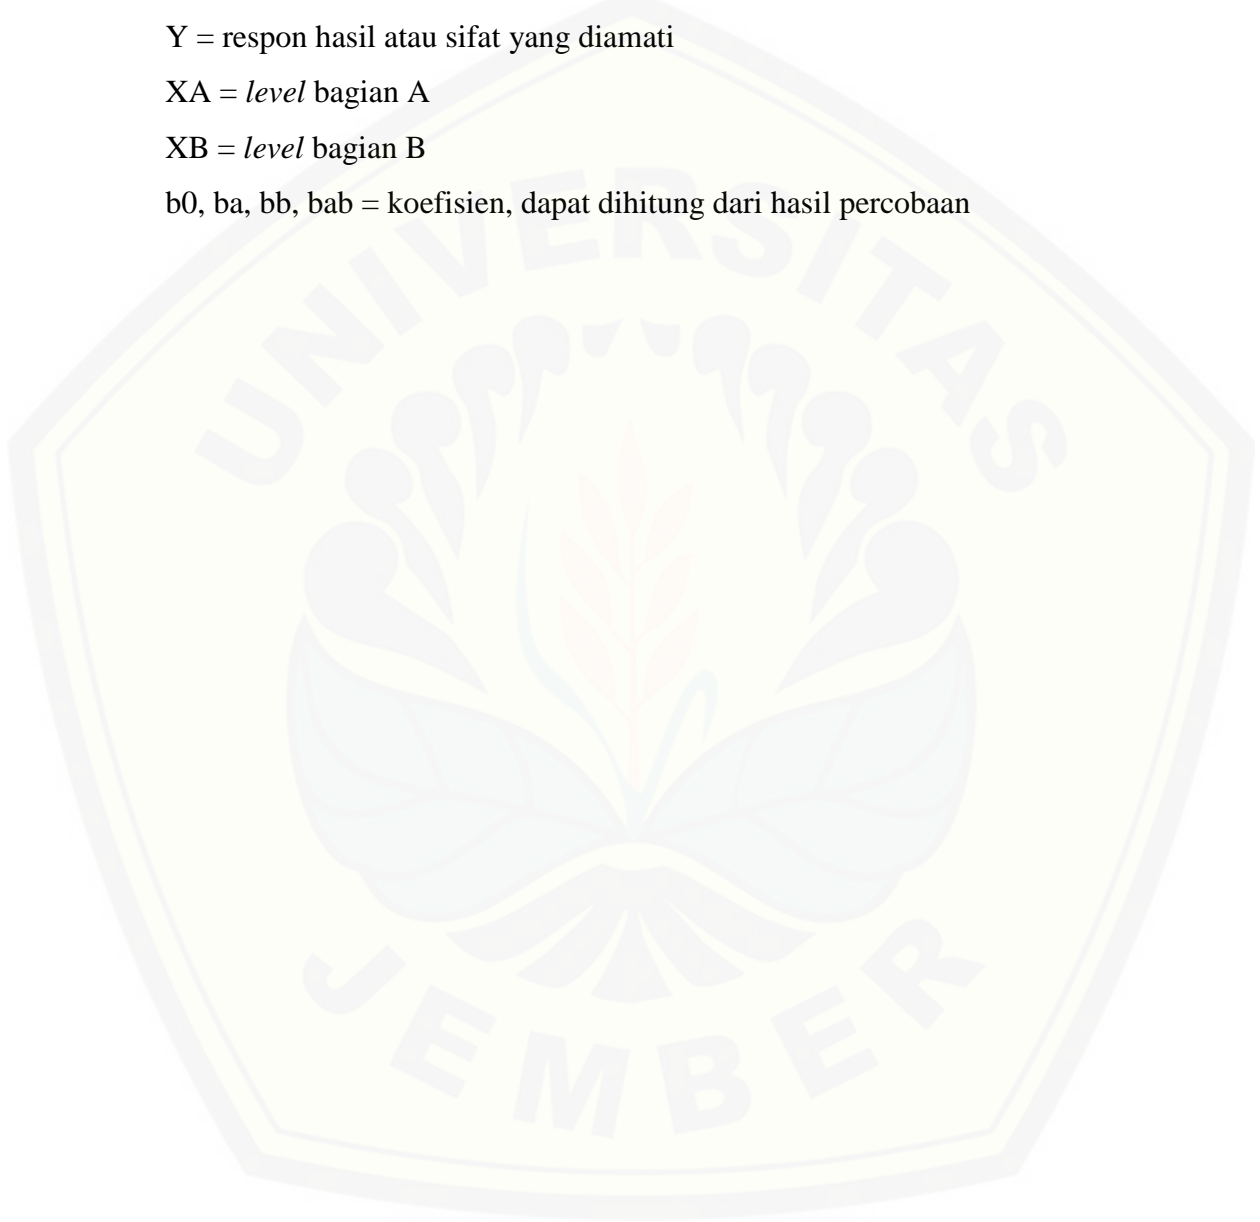 Y = respon hasil atau sifat yang diamati
XA = level bagian A
XB = level bagian B
b0, ba, bb, bab = koefisien, dapat dihitung dari hasil percobaan
UNIVERSITAS
JEMBER